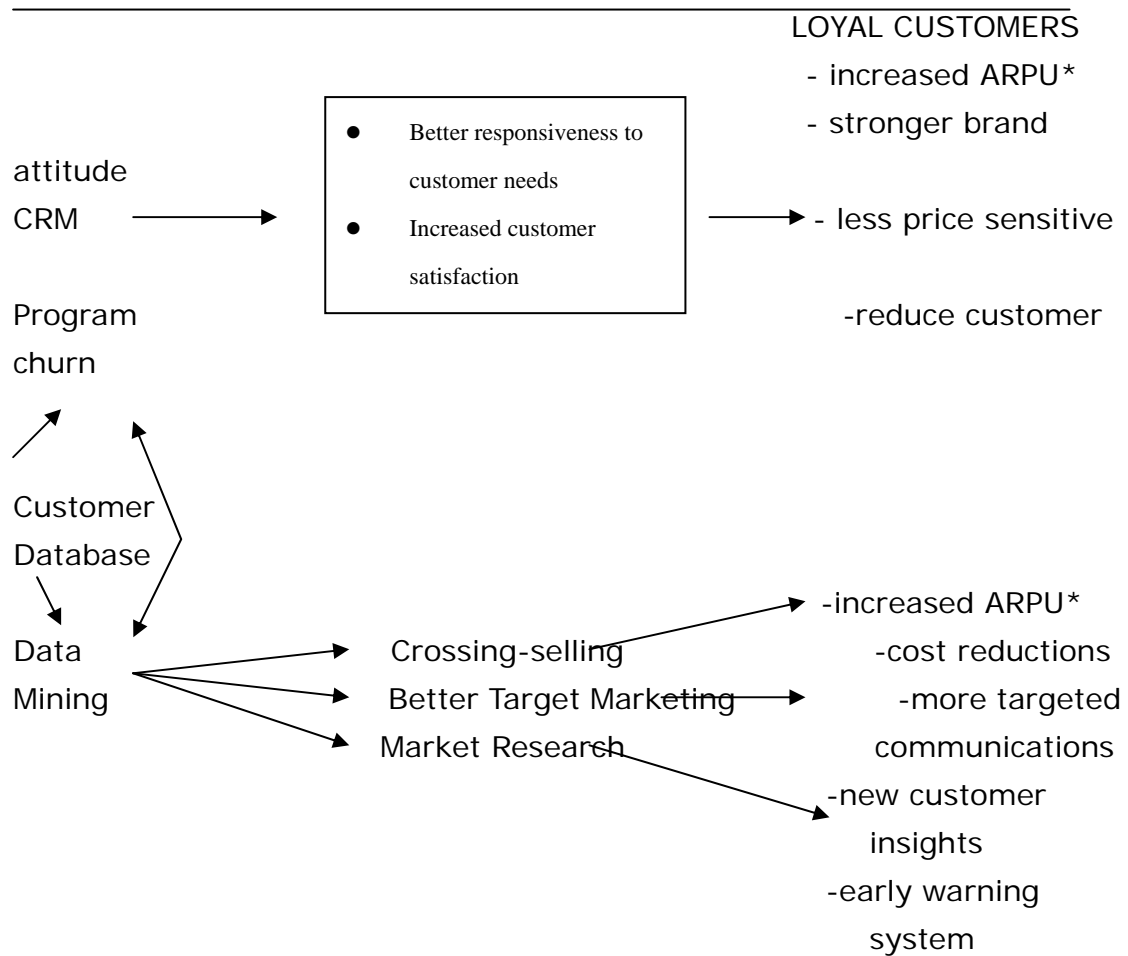 LOYAL CUSTOMERS
- increased ARPU*
- stronger brand
attitude
CRM
- less price sensitive
Program
-reduce customer
churn
● Better responsiveness to
customer needs
● Increased customer
satisfaction
Customer
Database
Data
Mining
Crossing-selling
Better Target Marketing
Market Research
-increased ARPU*
-cost reductions
-more targeted
communications
-new customer
insights
-early warning
system